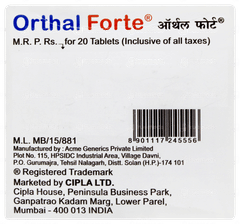 Orthal Forte® ऑर्थल फोर्ट®
M. R. P. Rs. for 20 Tablets (Inclusive of all taxes)
M.L. MB/15/881
8 901117 245556
Manufactured by : Acme Generics Private Limited
Plot No. 115, HPSIDC Industrial Area, Village Davni,
P.O. Gurumajra, Tehsil Nalagarh, Distt. Solan (H.P.) -174 101
® Registered Trademark
Marketed by CIPLA LTD.
Cipla House, Peninsula Business Park,
Ganpatrao Kadam Marg, Lower Parel,
Mumbai - 400 013 INDIA